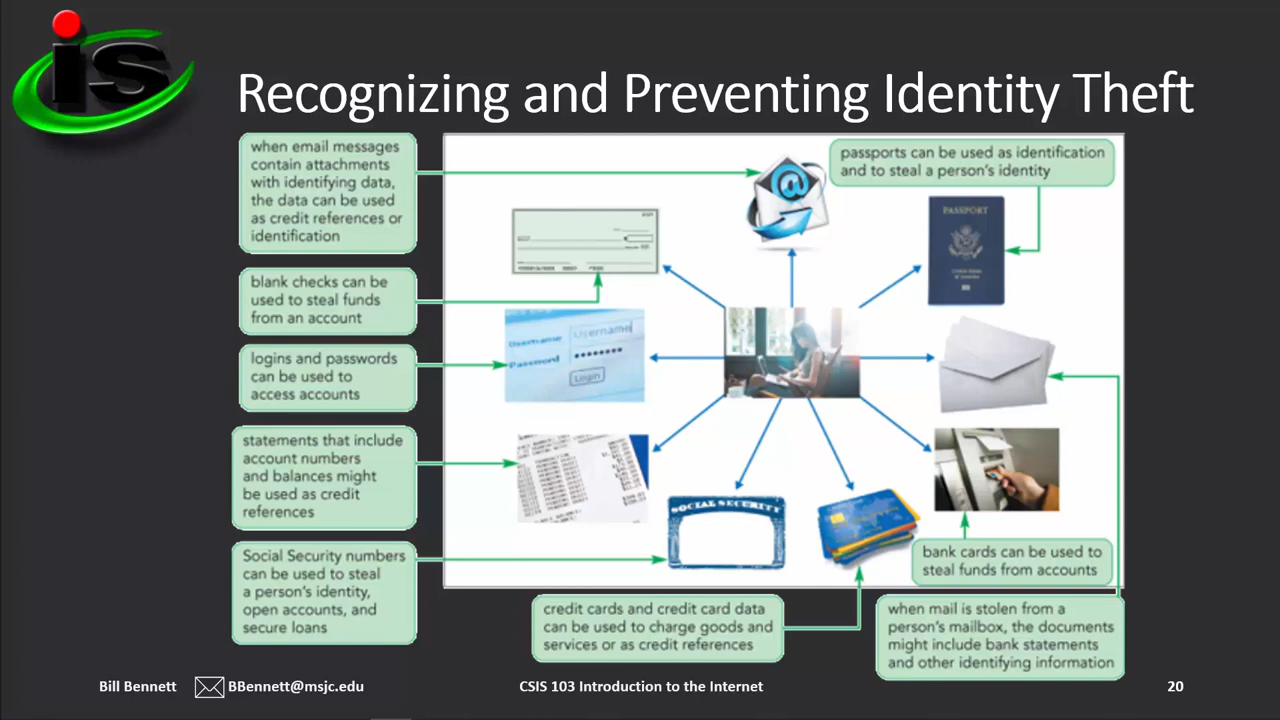 is
Recognizing and Preventing Identity Theft
when email messages
contain attachments
with identifying data,
the data can be used
as credit references or
identification
passports can be used as identification
and to steal a person's identity
PASSPORT
blank checks can be
used to steal funds
from an account
Username
Username
Password
Login
logins and passwords
can be used to
access accounts
statements that include
account numbers
and balances might
be used as credit
references
SOCIAL SECURITY
Social Security numbers
can be used to steal
a person's identity,
open accounts, and
secure loans
bank cards can be used to
steal funds from accounts
credit cards and credit card data
can be used to charge goods and
services or as credit references
when mail is stolen from a
person's mailbox, the documents
might include bank statements
and other identifying information
Bill Bennett BBennett@msjc.edu CSIS 103 Introduction to the Internet 20